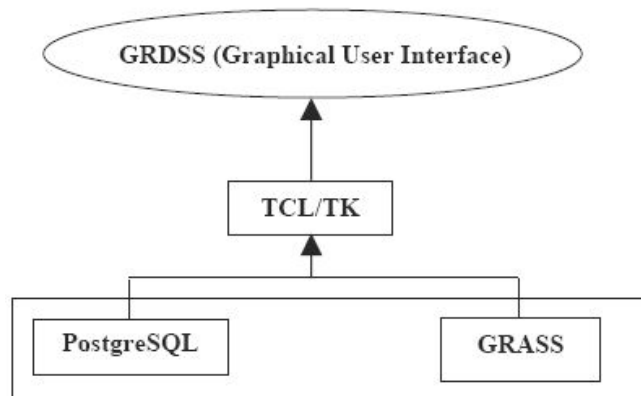 GRDSS (Graphical User Interface)
TCL/TK
PostgreSQL
GRASS